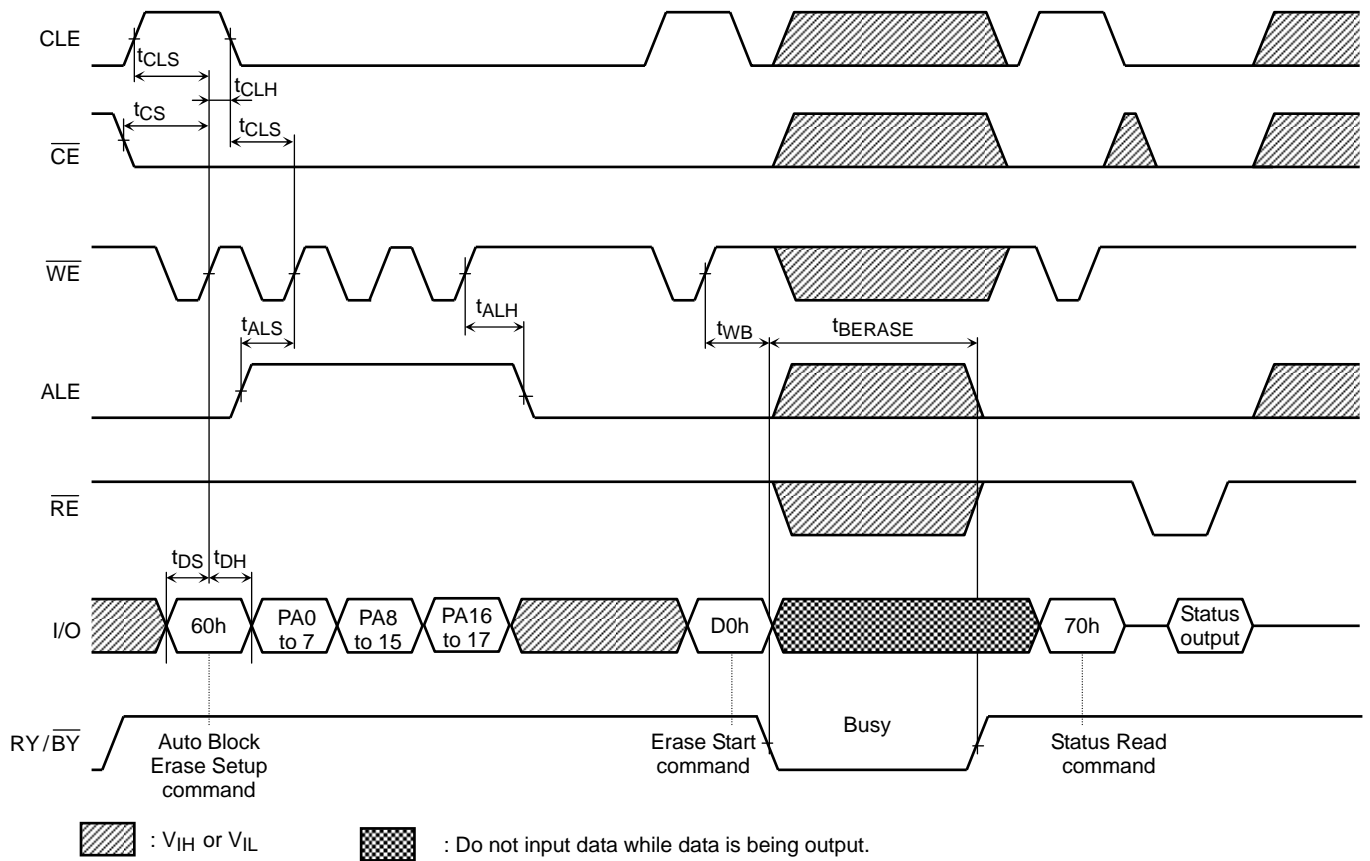 CLE
tCLS
tCLH
tCS
tCLS
CE
WE
tALS
tALH
tWB
tBERASE
ALE
RE
tDS
tDH
I/O
60h
PA0
to 7
PA8
to 15
PA16
to 17
D0h
70h
Status
output
RY/BY
Busy
Auto Block
Erase Setup
command
Erase Start
command
Status Read
command
: VIH or VIL
: Do not input data while data is being output.